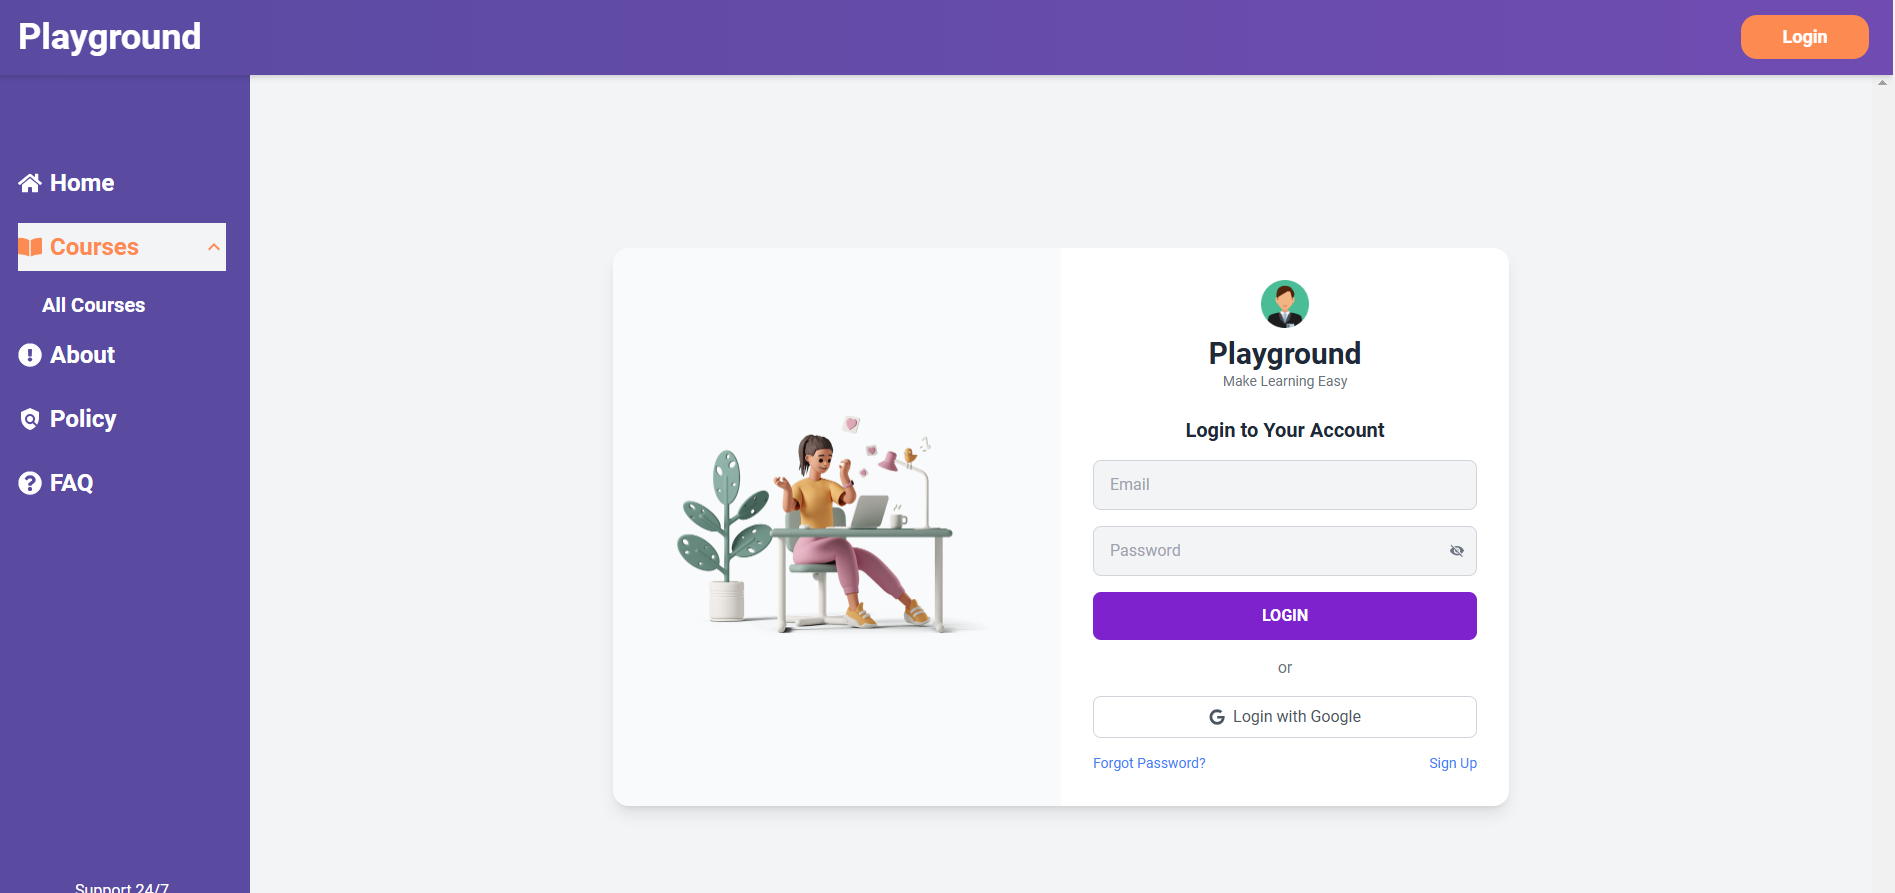 Playground
Login
Home
Courses
All Courses
About
Policy
FAQ
Support 24/7
Playground
Make Learning Easy
Login to Your Account
Email
Password
LOGIN
or
Login with Google
Forgot Password?
Sign Up